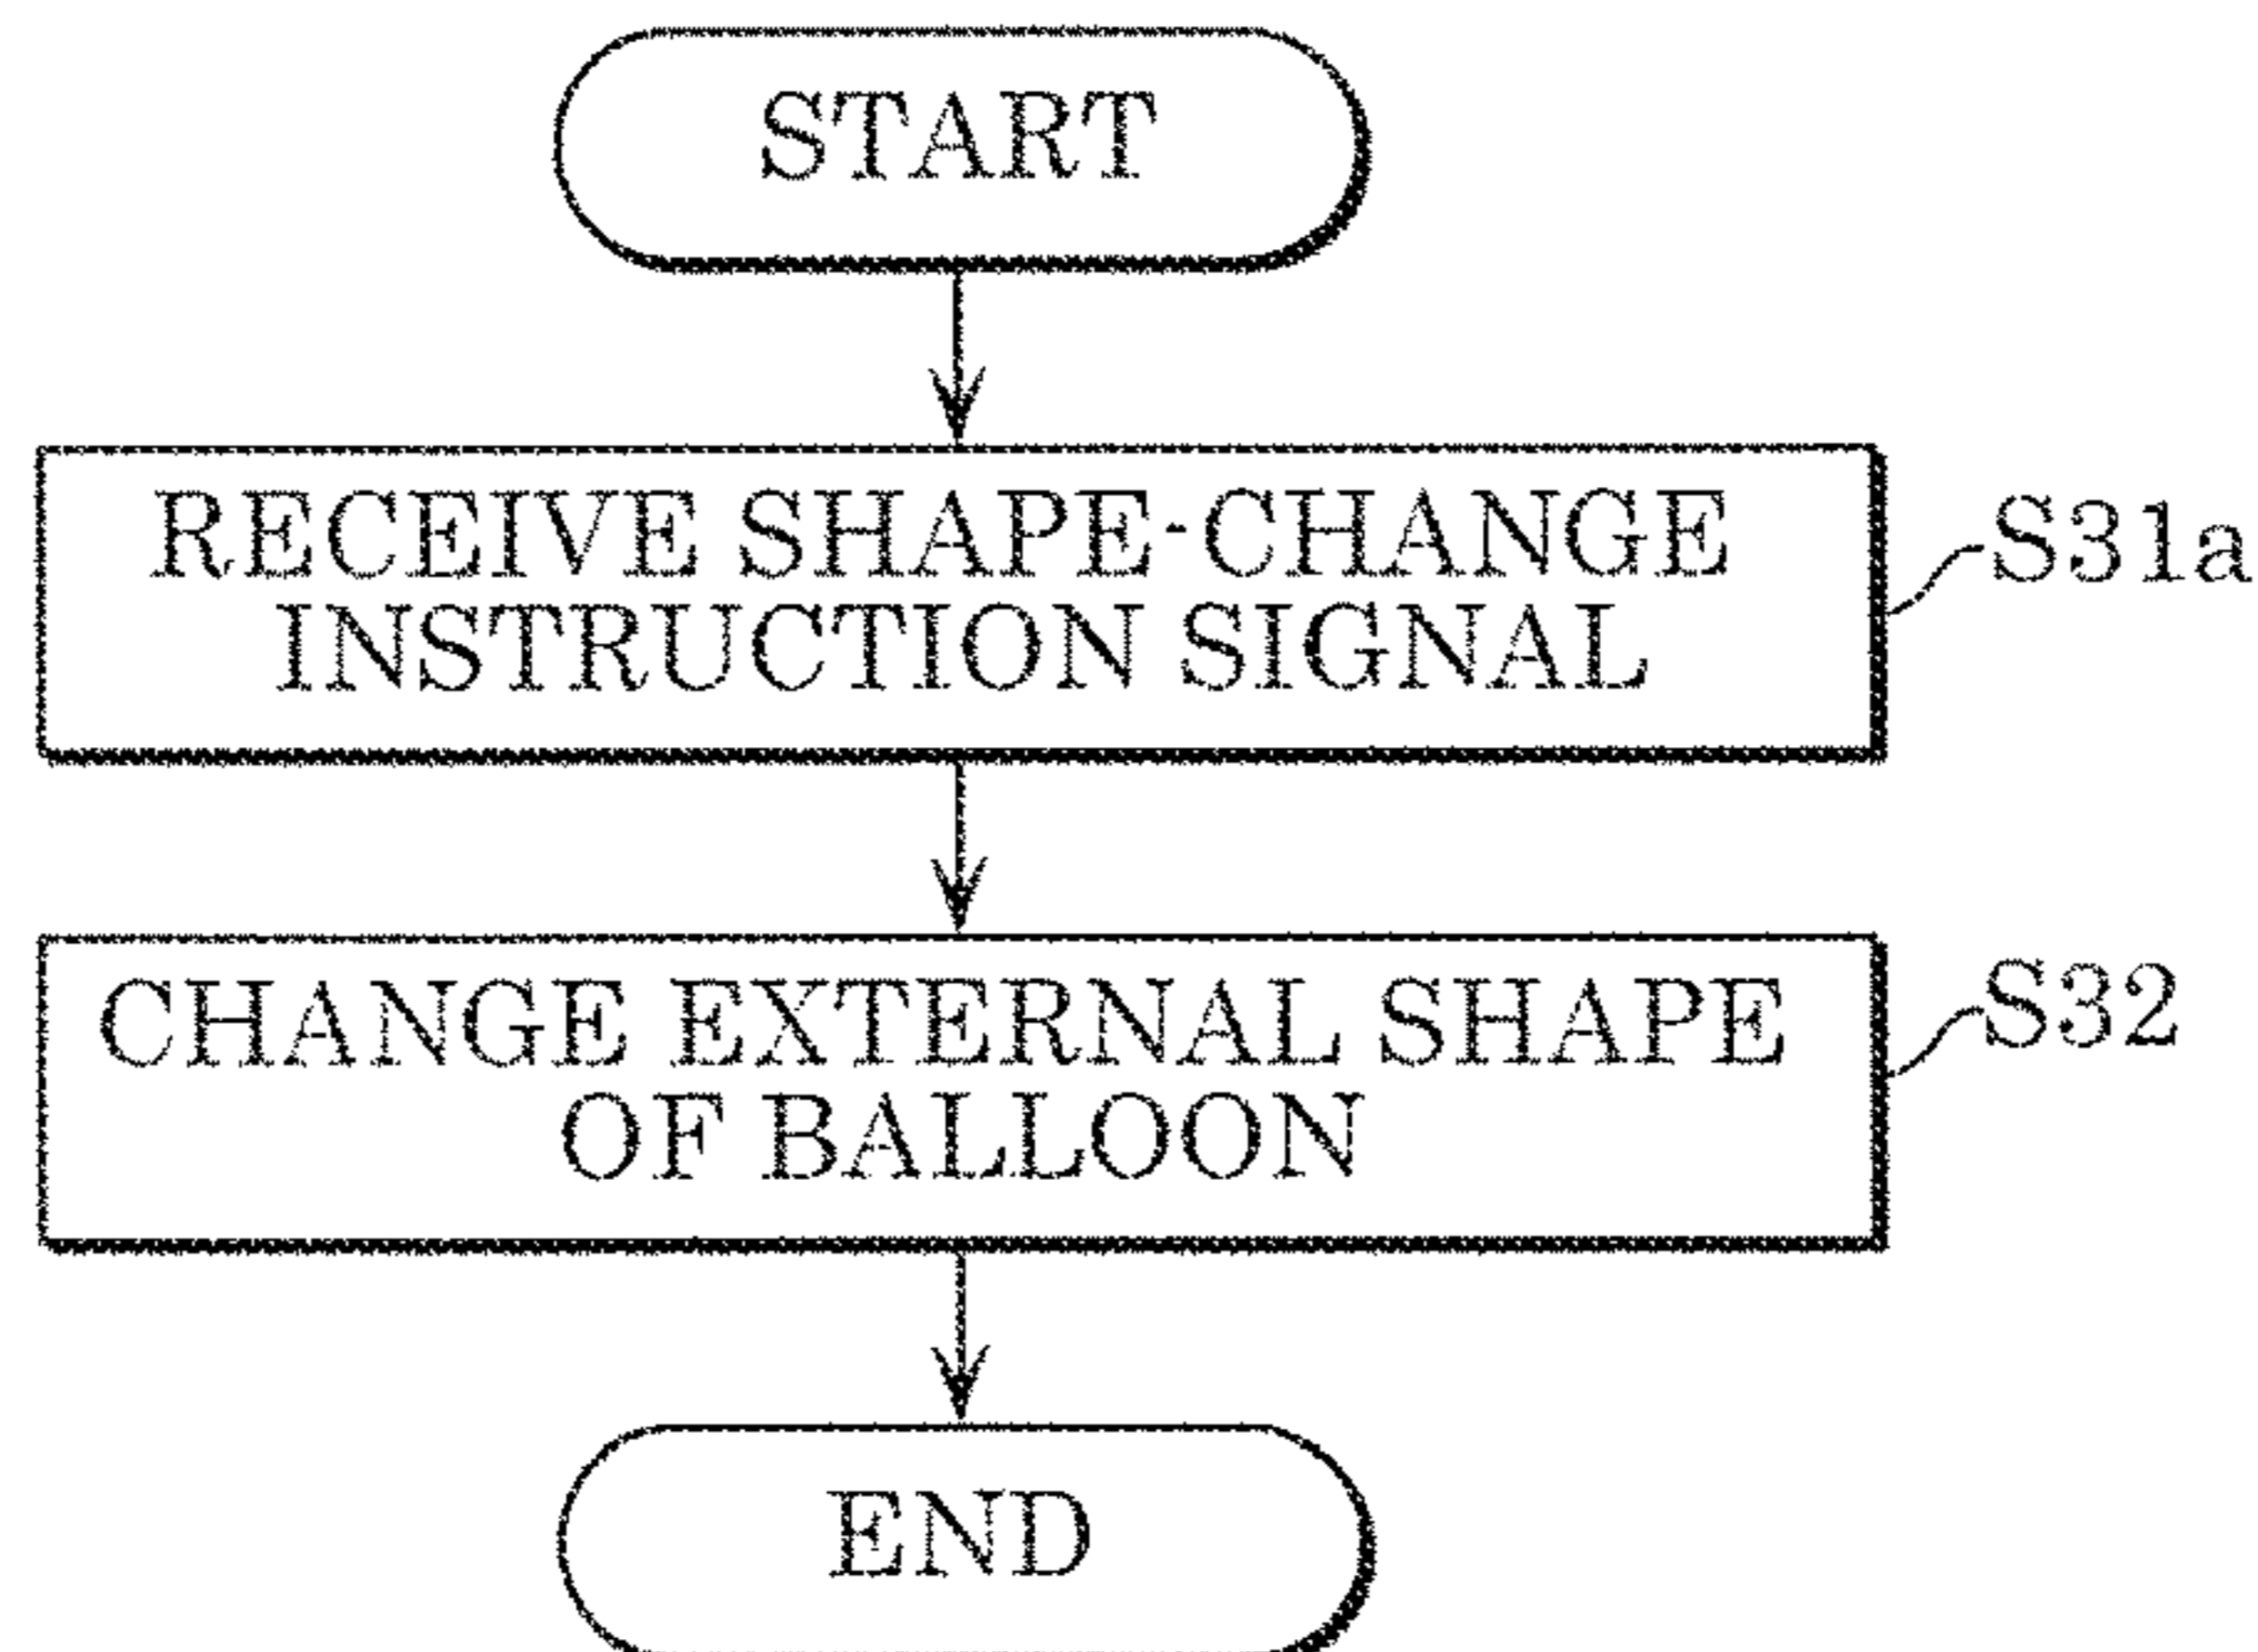 START
RECEIVE SHAPE-CHANGE
INSTRUCTION SIGNAL
S31a
CHANGE EXTERNAL SHAPE
OF BALLOON
S32
END